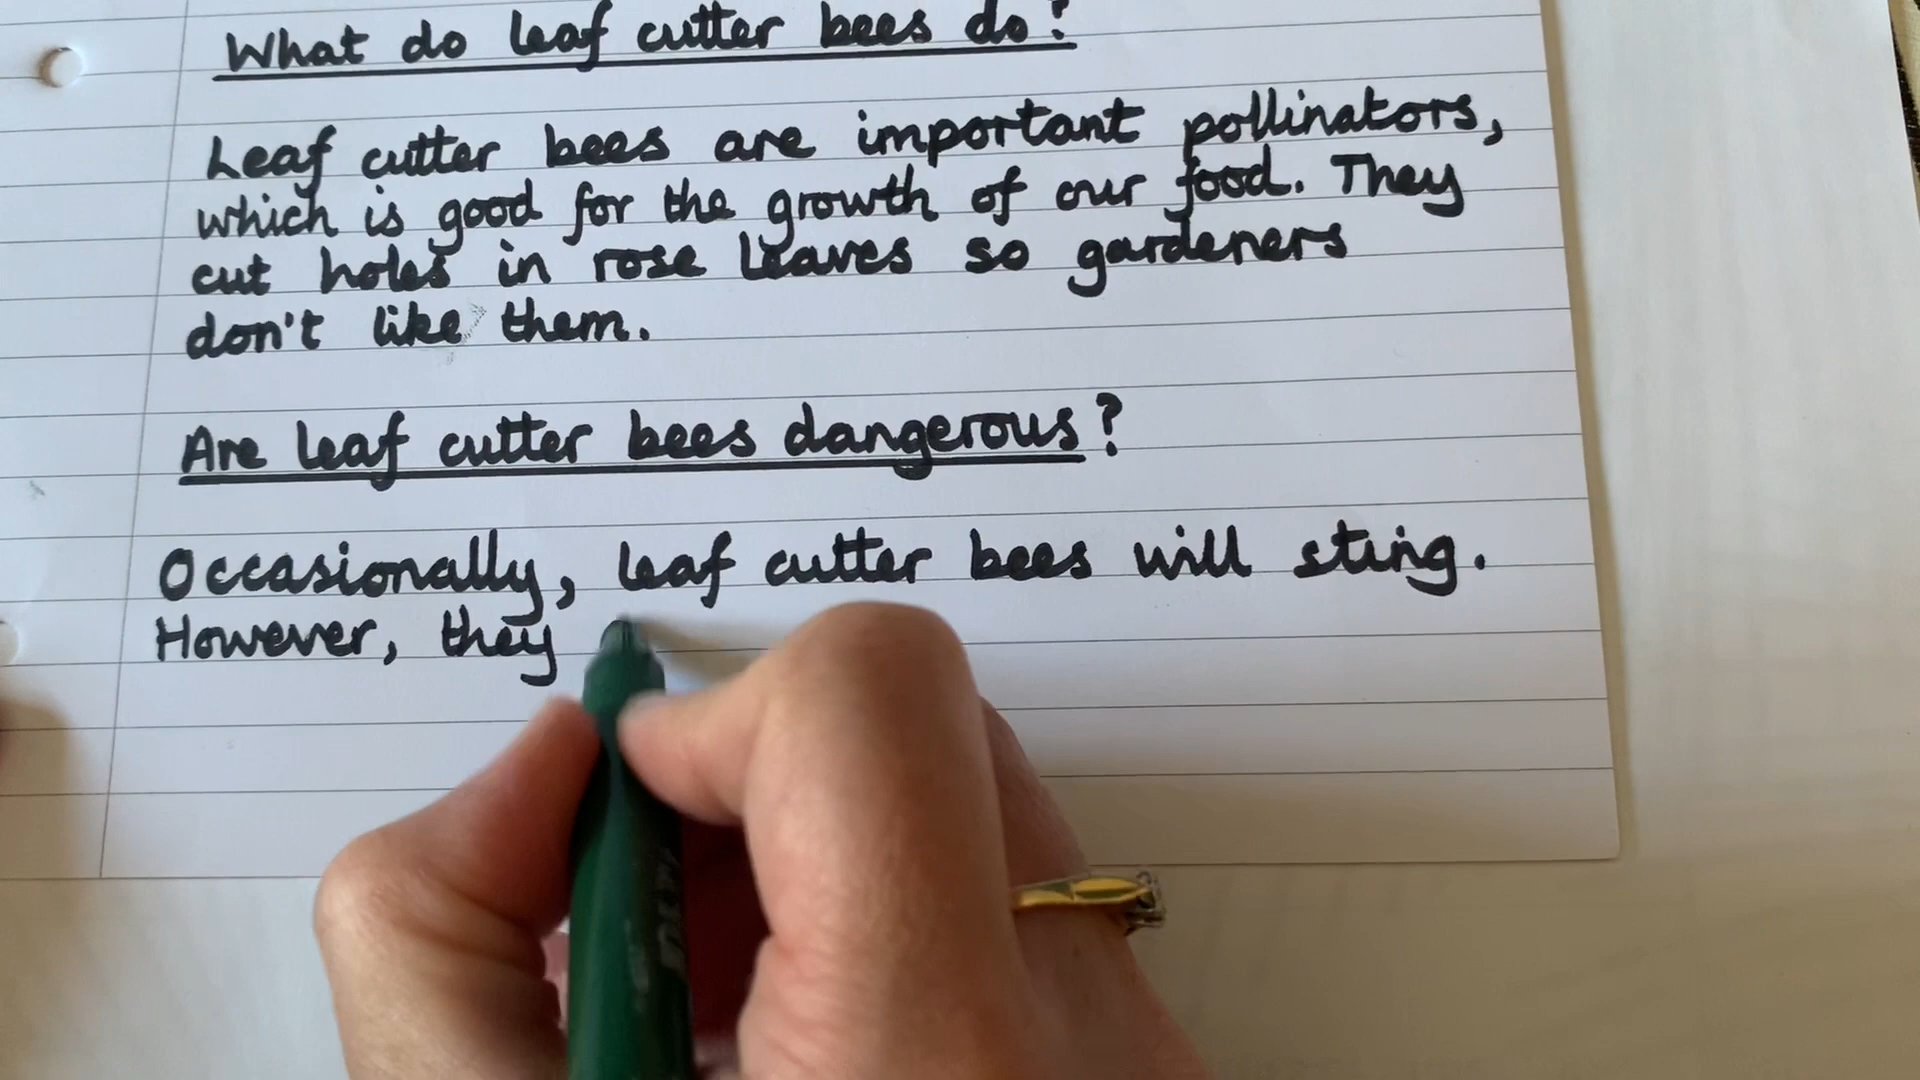 What do leaf cutter bees do?
Leaf cutter bees are important pollinators,
which is good for the growth of our food. They
cut holes in rose leaves so gardeners
don't like them.
Are leaf cutter bees dangerous?
Occasionally, leaf cutter bees will sting.
However, they